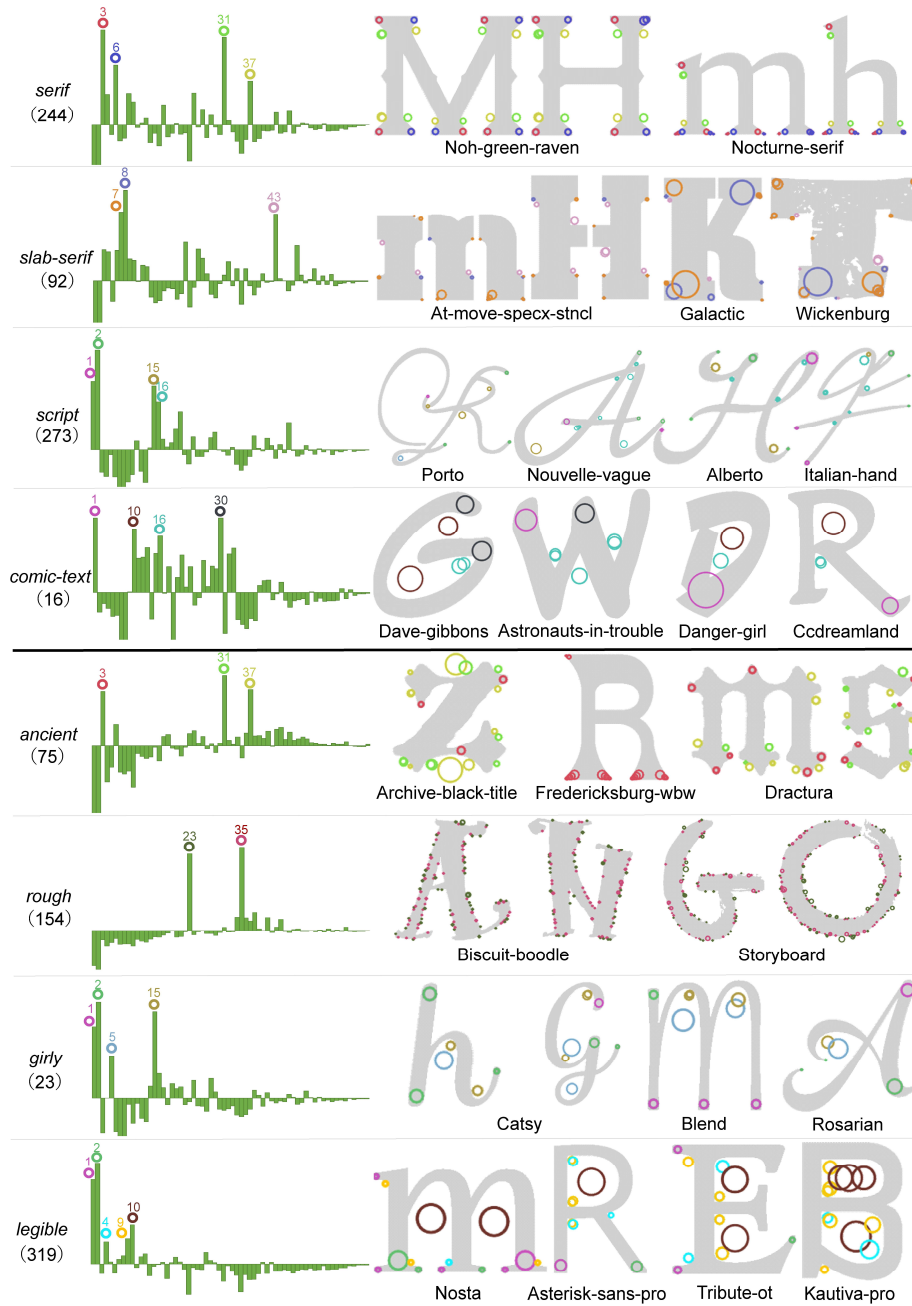 3
31
6
37
serif
(244)
M H m h
Noh-green-raven Nocturne-serif
8
7
43
slab-serif
(92)
m H K T
At-move-specx-stncl Galactic Wickenburg
2
1
15
16
script
(273)
R A H F
Porto Nouvelle-vague Alberto Italian-hand
1
10
16
30
comic-text
(16)
G W D R
Dave-gibbons Astronauts-in-trouble Danger-girl Ccdreamland
3
31
37
ancient
(75)
Z R m s
Archive-black-title Fredericksburg-wbw Dractura
23
35
rough
(154)
A N G O
Biscuit-boodle Storyboard
2
1
5
15
girly
(23)
h g m A
Catsy Blend Rosarian
2
1
4
9
10
legible
(319)
m R E B
Nosta Asterisk-sans-pro Tribute-ot Kautiva-pro